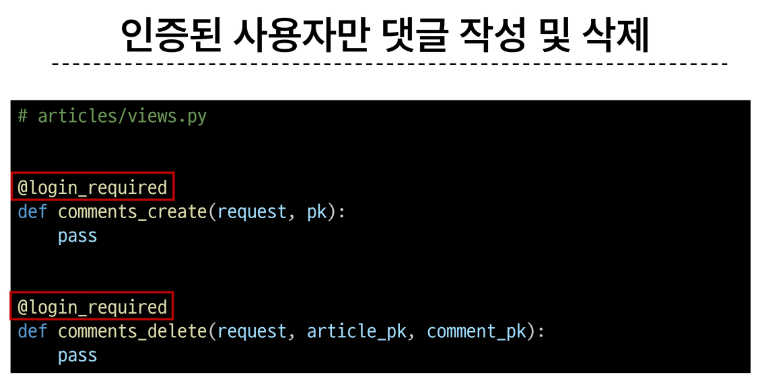 인증된 사용자만 댓글 작성 및 삭제
# articles/views.py
@login_required
def comments_create(request, pk):
    pass
@login_required
def comments_delete(request, article_pk, comment_pk):
    pass